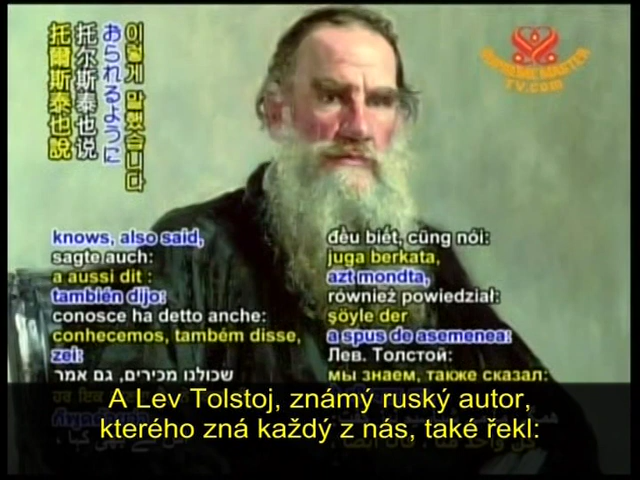 이렇게 말했습니다
おられるように
托尔斯泰也说
托爾斯泰也說
SUPREME MASTER
TV.com
knows, also said,
sagte auch:
a aussi dit :
también dijo:
conosce ha detto anche:
conhecemos, também disse,
zei:
שכולנו מכירים, גם אמר
đều biết, cũng nói:
juga berkata,
azt mondta,
również powiedział:
şöyle der
a spus de asemenea:
Лев. Толстой:
мы знаем, также сказал:
A Lev Tolstoj, známý ruský autor,
kterého zná každý z nás, také řekl: